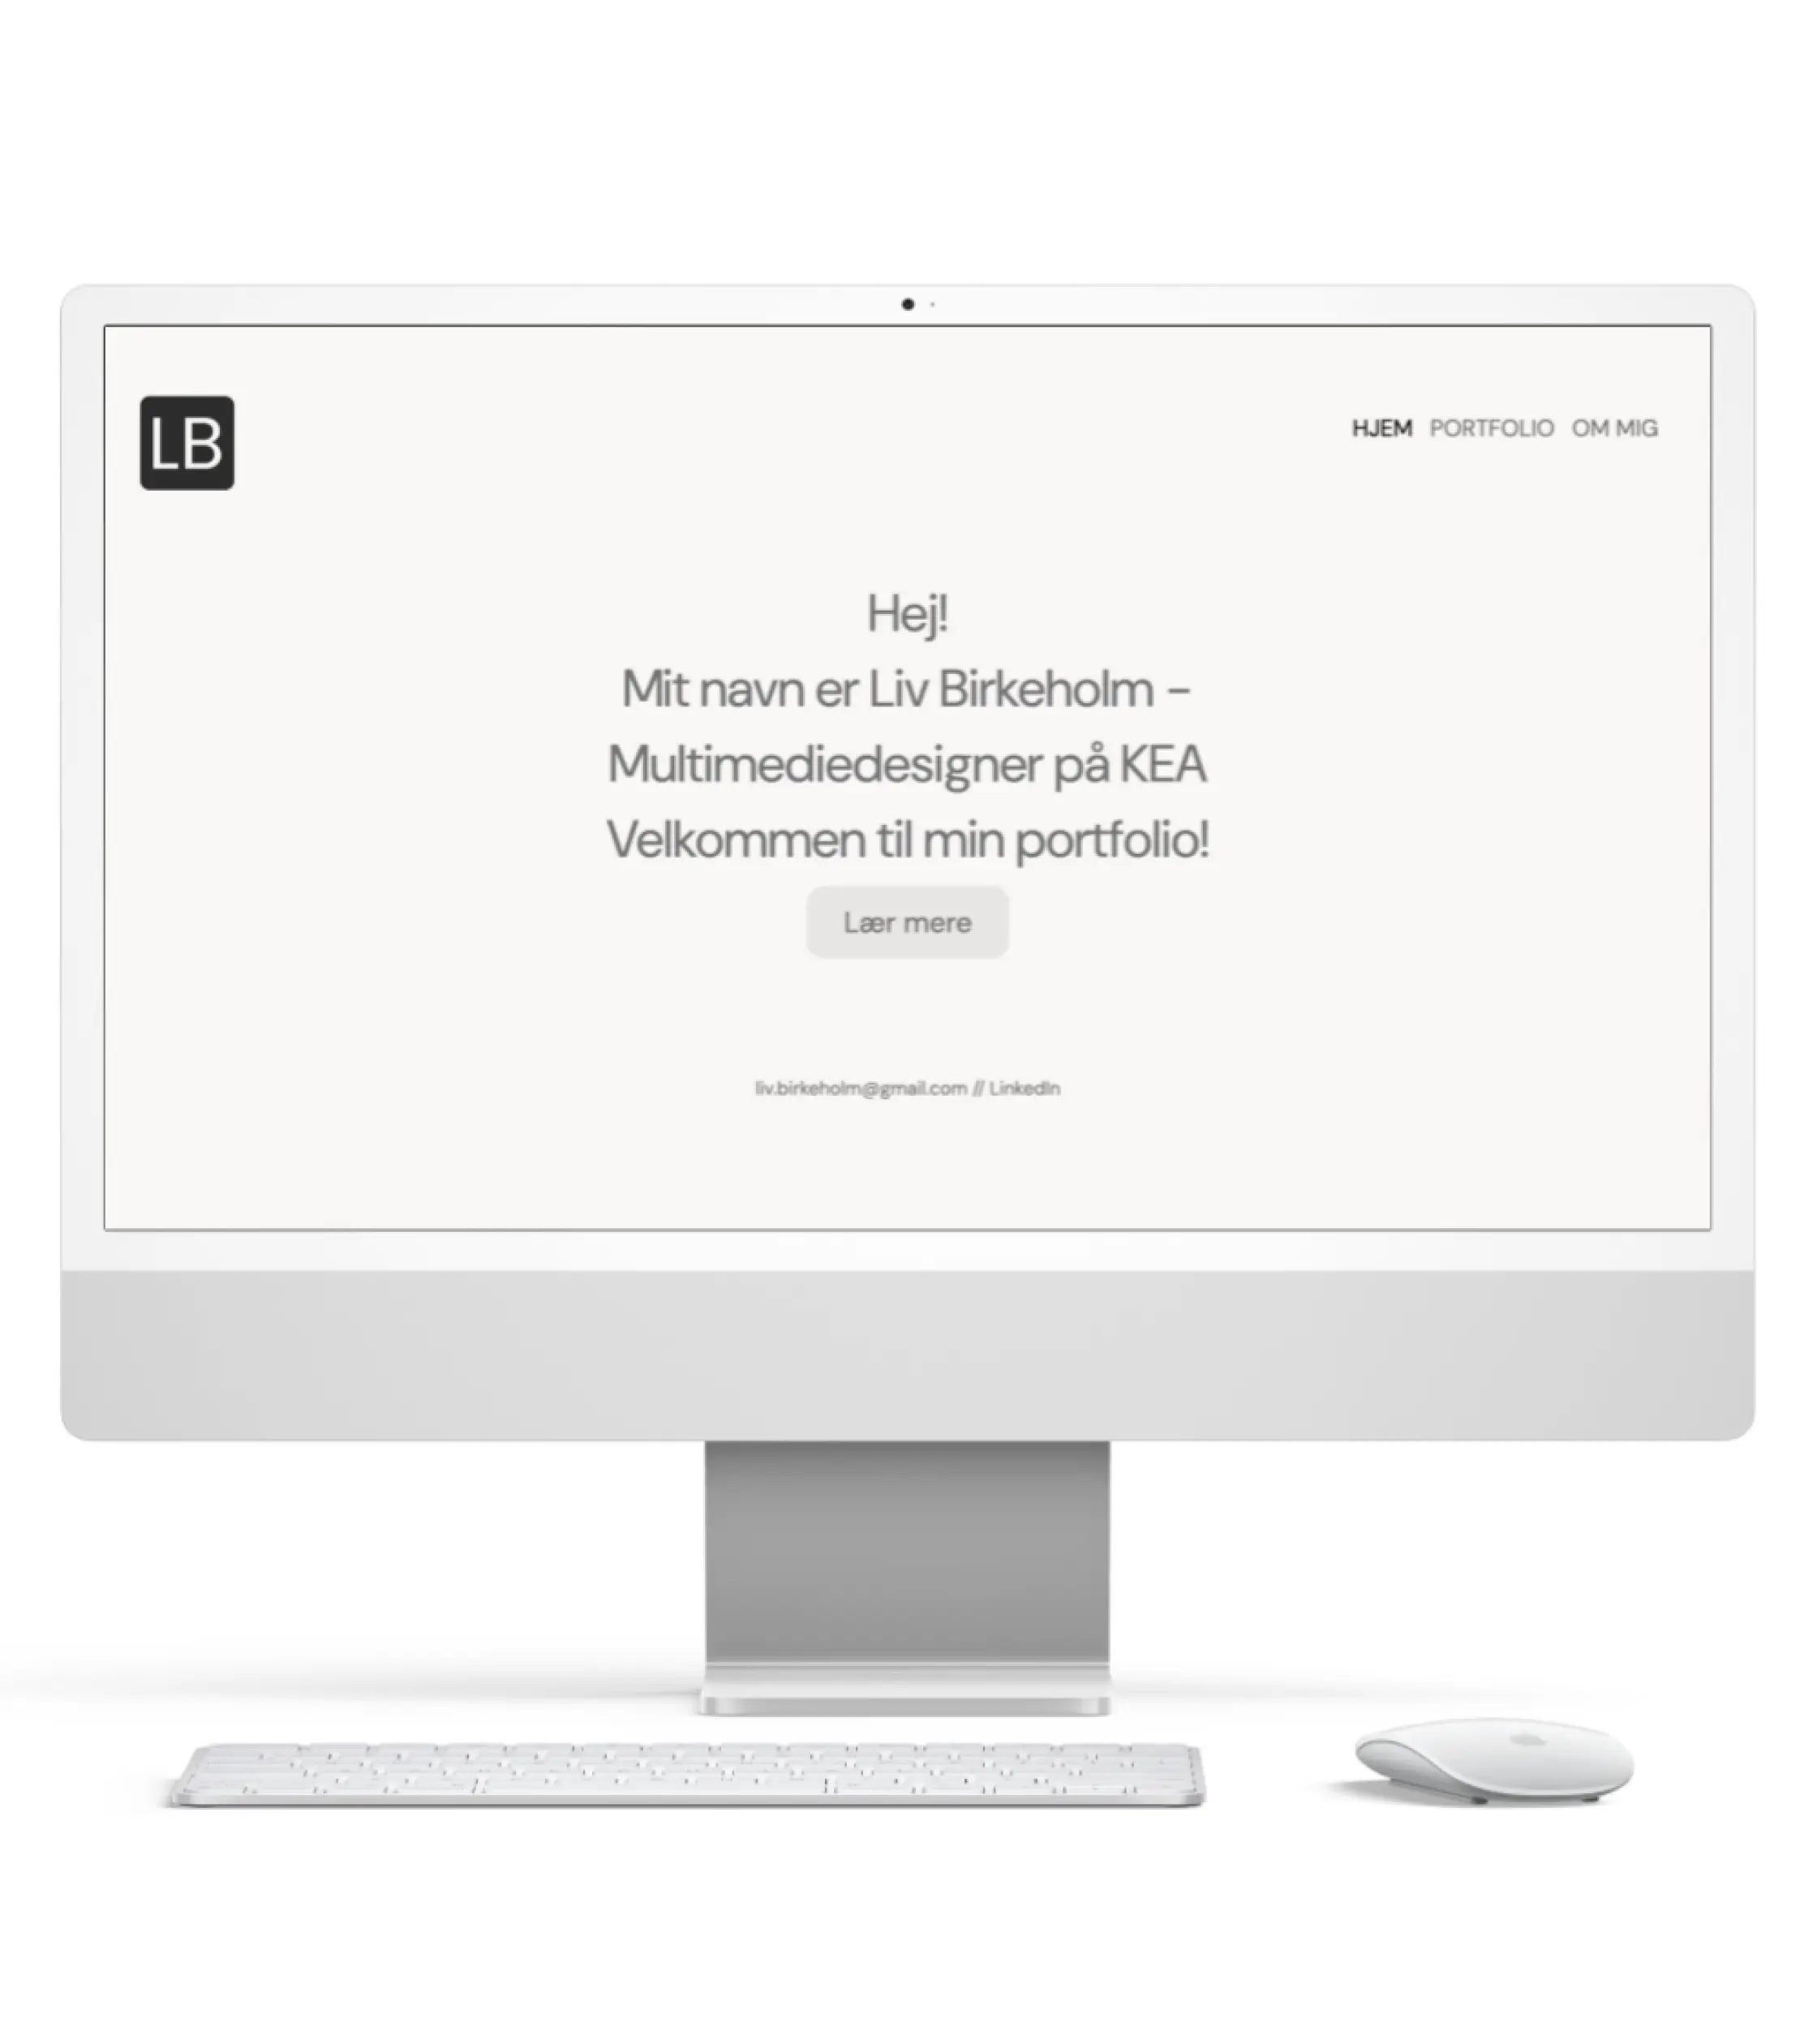 LB
HJEM PORTFOLIO OM MIG
Hej!
Mit navn er Liv Birkeholm –
Multimediedesigner på KEA
Velkommen til min portfolio!
Lær mere
liv.birkeholm@gmail.com // LinkedIn